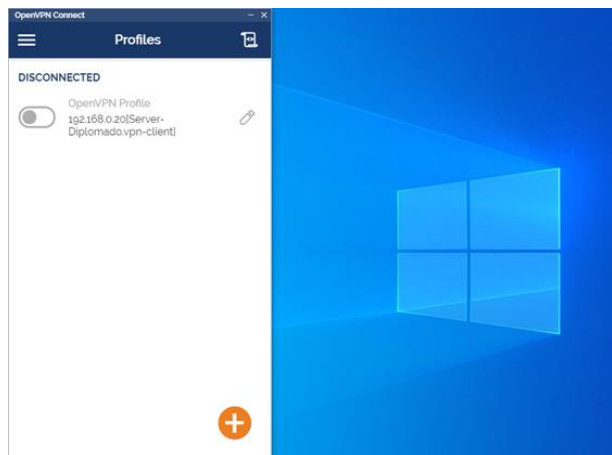 OpenVPN Connect
Profiles
DISCONNECTED
OpenVPN Profile
192.168.0.20[Server-
Diplomado.vpn-client]